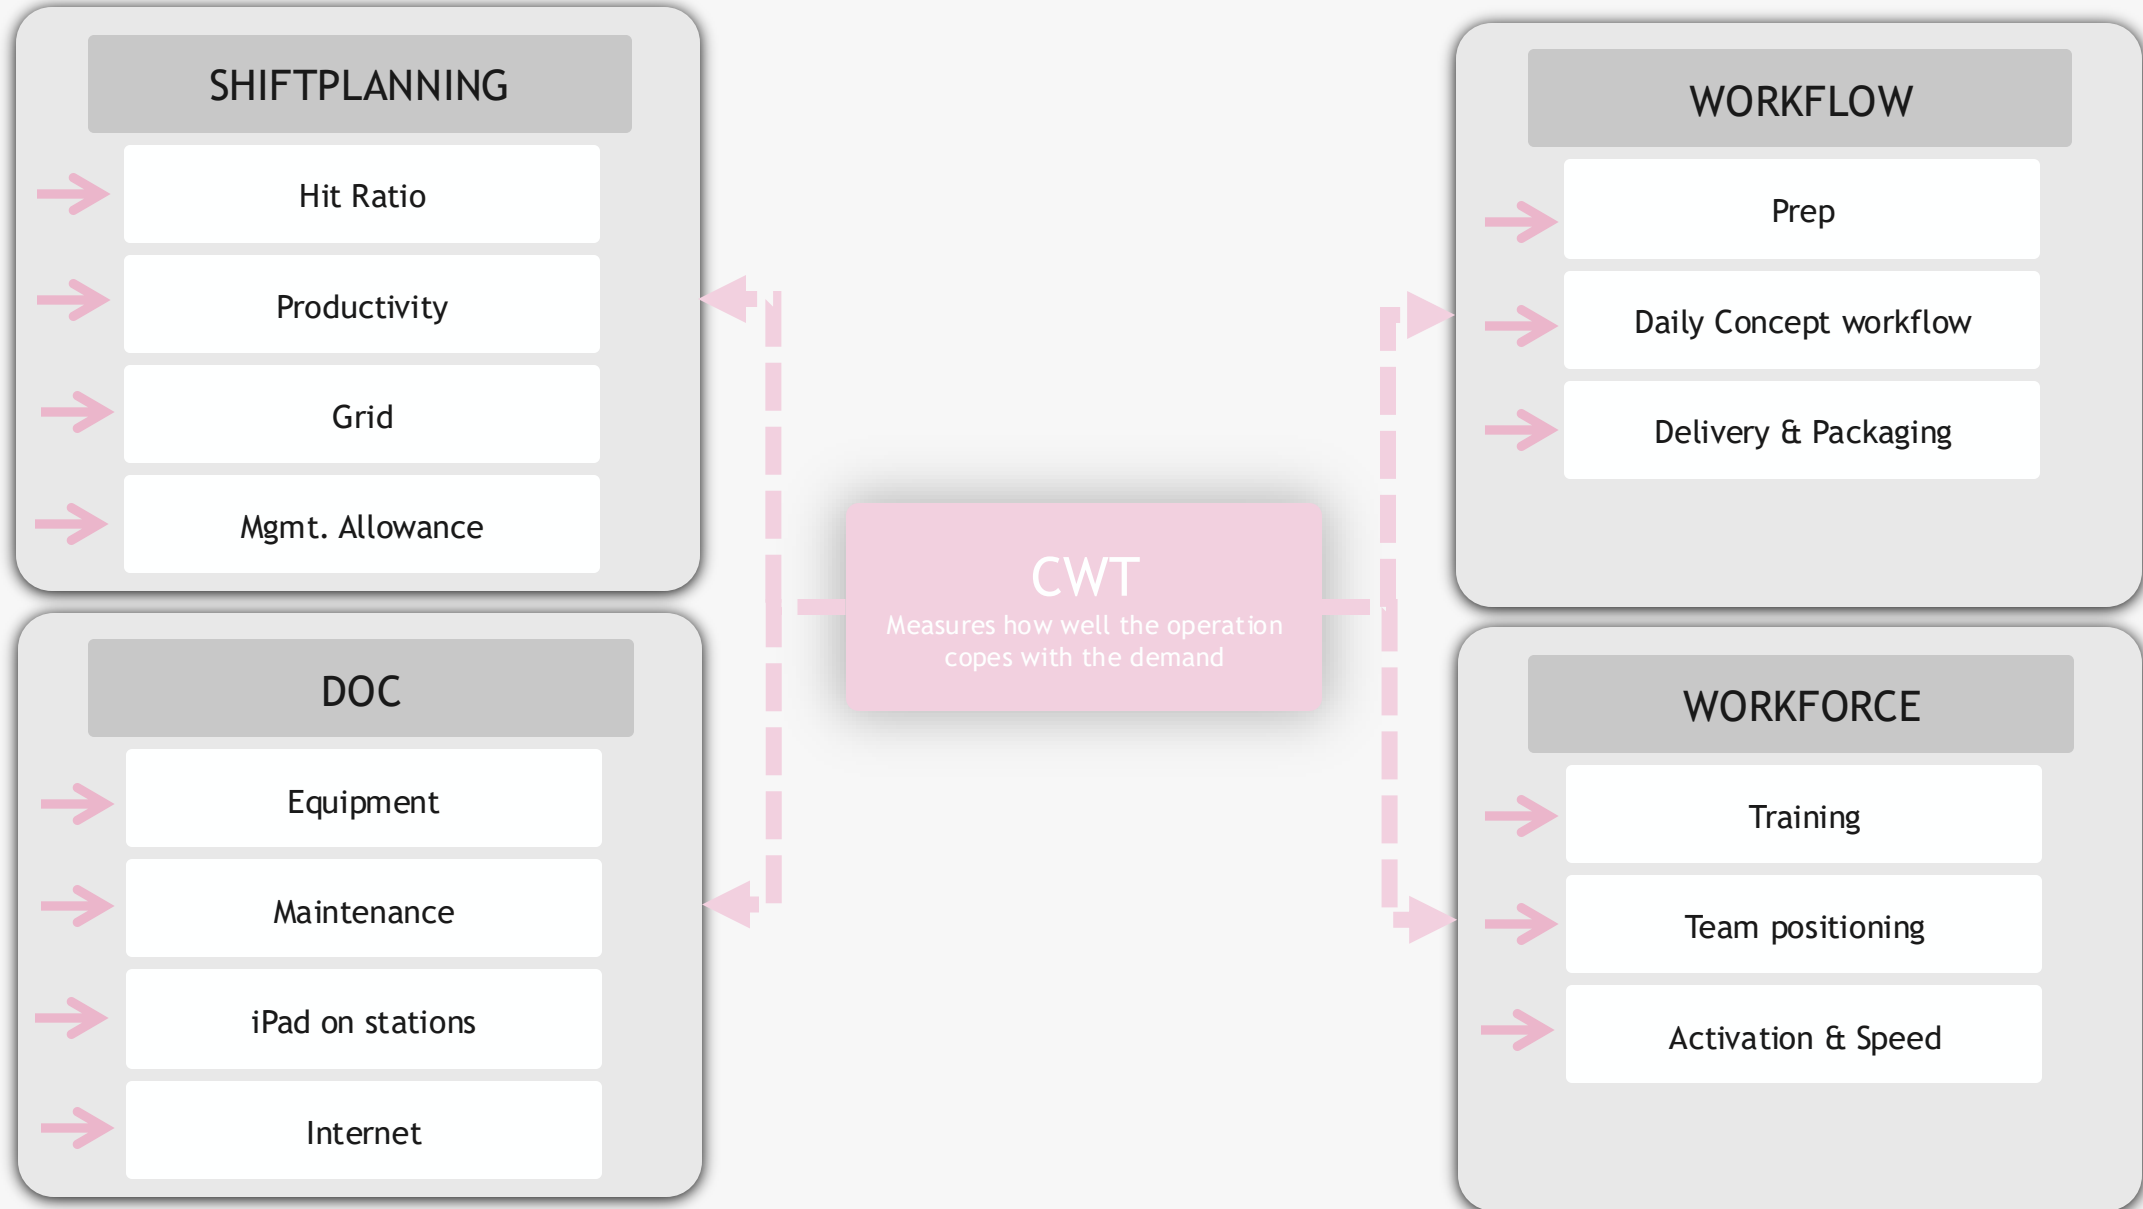 SHIFTPLANNING
Hit Ratio
Productivity
Grid
Mgmt. Allowance
DOC
Equipment
Maintenance
iPad on stations
Internet
CWT
Measures how well the operation
copes with the demand
WORKFLOW
Prep
Daily Concept workflow
Delivery & Packaging
WORKFORCE
Training
Team positioning
Activation & Speed